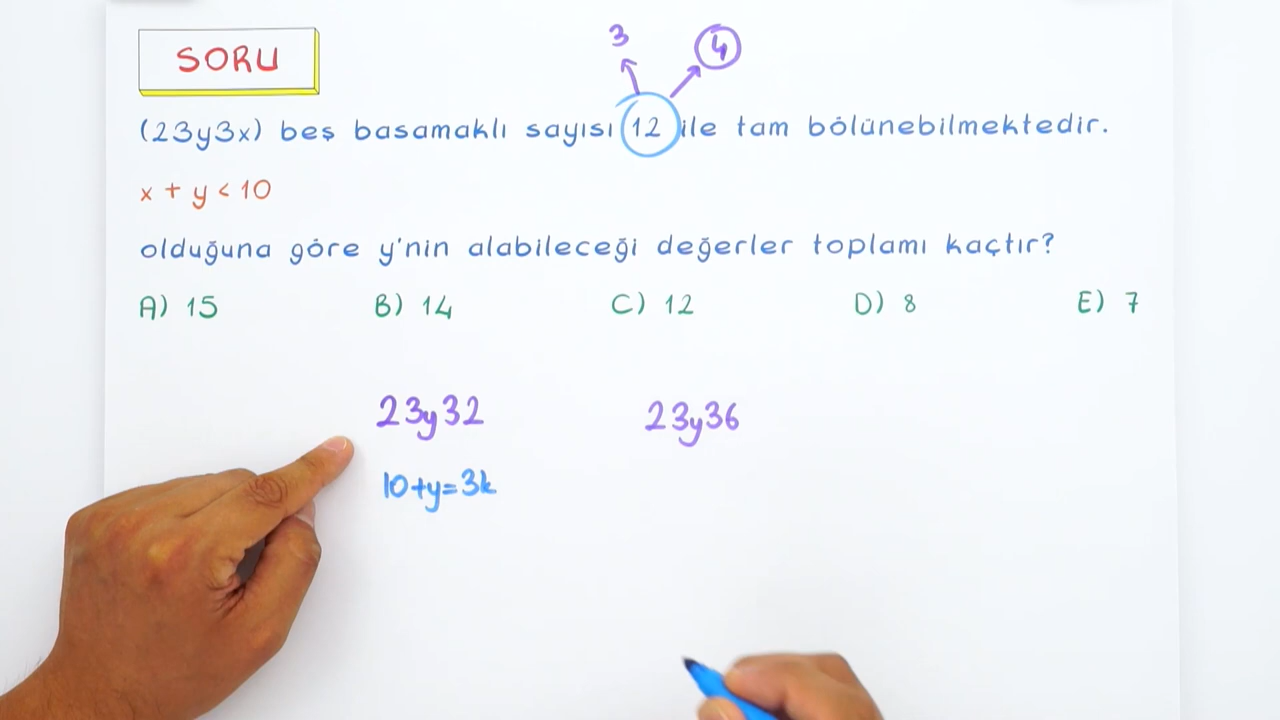 3 4
SORU
(23y3x) beş basamaklı sayısı 12 ile tam bölünebilmektedir.
x + y < 10
olduğuna göre y'nin alabileceği değerler toplamı kaçtır?
A) 15 B) 14 C) 12 D) 8 E) 7
23y32 23y36
10+y=3k